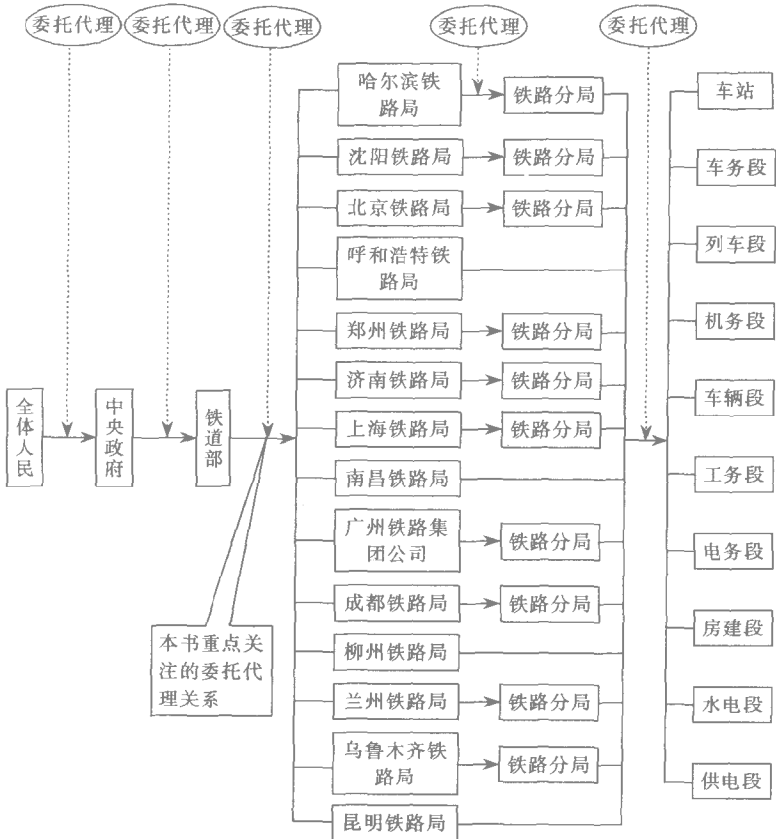 委托代理
委托代理
委托代理
委托代理
委托代理
全体人民
中央政府
铁道部
本书重点关
注的委托代
理关系
哈尔滨铁
路局
铁路分局
沈阳铁路局
铁路分局
北京铁路局
铁路分局
呼和浩特铁
路局
郑州铁路局
铁路分局
济南铁路局
铁路分局
上海铁路局
铁路分局
南昌铁路局
广州铁路集
团公司
铁路分局
成都铁路局
铁路分局
柳州铁路局
兰州铁路局
铁路分局
乌鲁木齐铁
路局
铁路分局
昆明铁路局
车站
车务段
列车段
机务段
车辆段
工务段
电务段
房建段
水电段
供电段